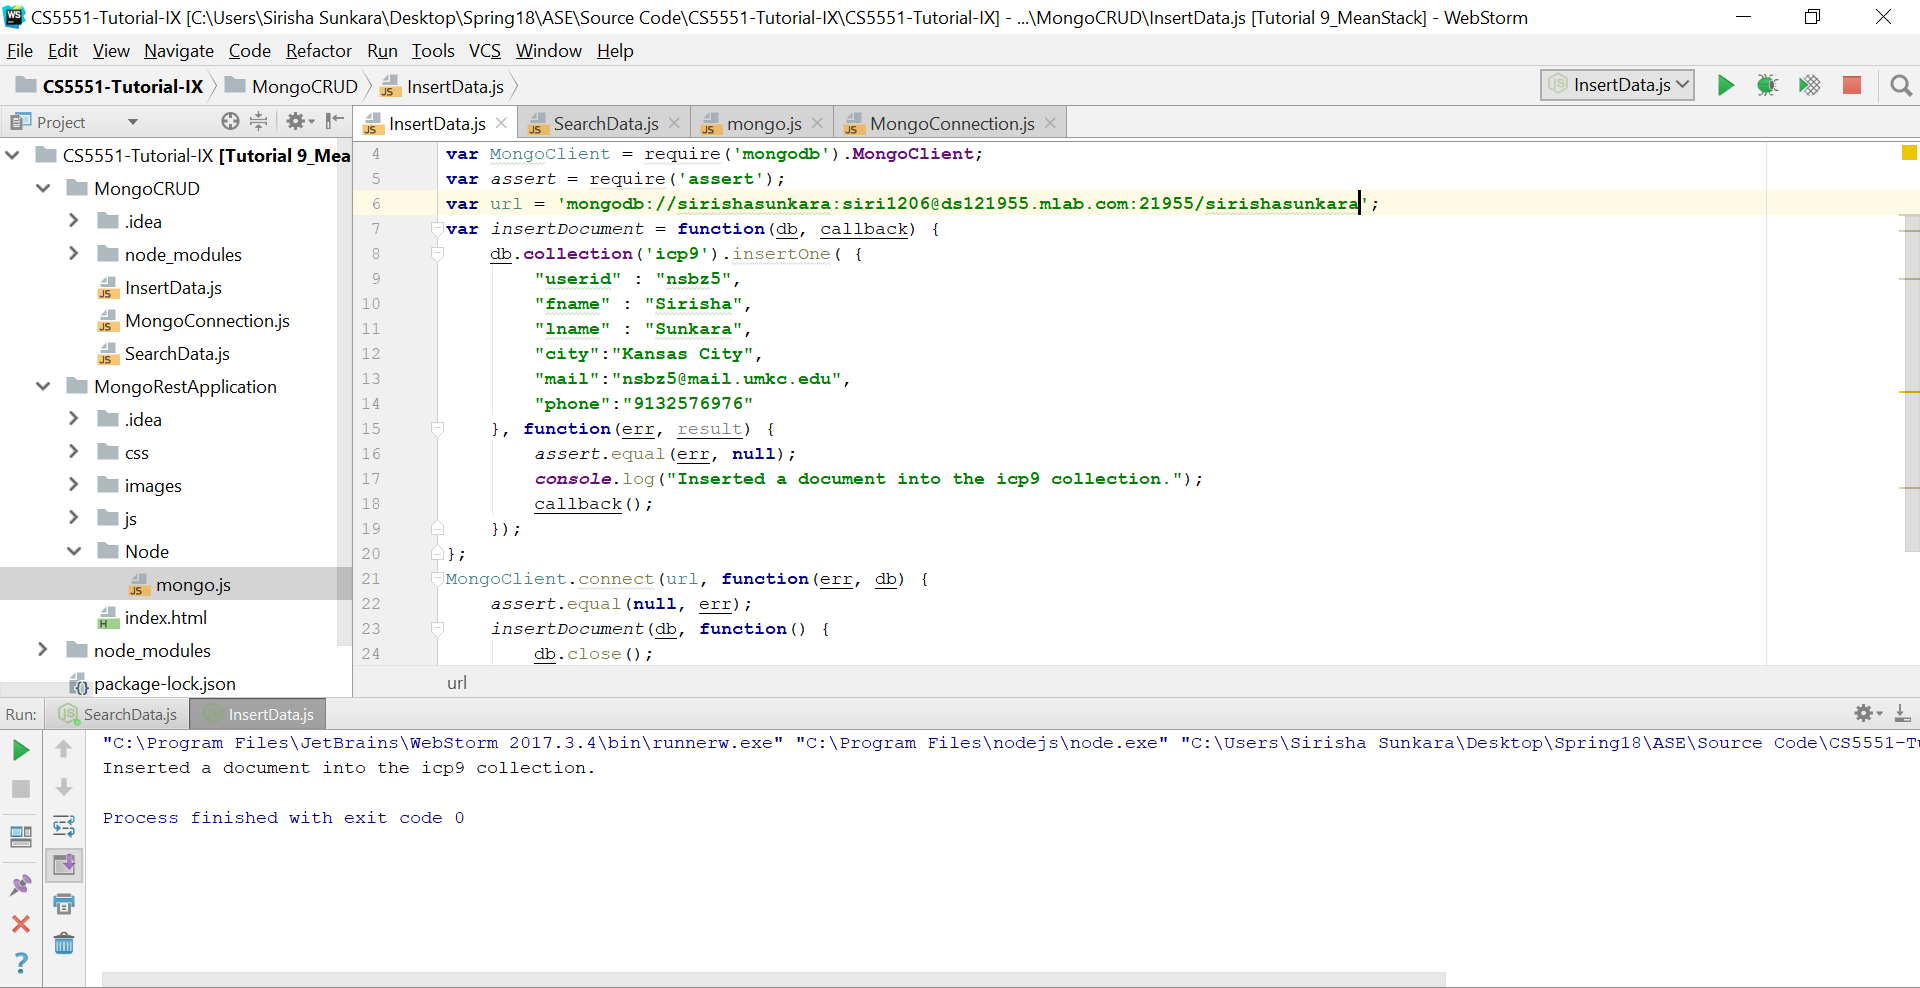 CS5551-Tutorial-IX [C:\Users\Sirisha Sunkara\Desktop\Spring18\ASE\Source Code\CS5551-Tutorial-IX\CS5551-Tutorial-IX] - ...\MongoCRUD\InsertData.js [Tutorial 9_MeanStack] - WebStorm
File Edit View Navigate Code Refactor Run Tools VCS Window Help
CS5551-Tutorial-IX MongoCRUD InsertData.js InsertData.js
Project
InsertData.js SearchData.js mongo.js MongoConnection.js
CS5551-Tutorial-IX [Tutorial 9_Mea
MongoCRUD
.idea
node_modules
InsertData.js
MongoConnection.js
SearchData.js
MongoRestApplication
.idea
css
images
js
Node
mongo.js
index.html
node_modules
package-lock.json
4 var MongoClient = require('mongodb').MongoClient;
5 var assert = require('assert');
6 var url = 'mongodb://sirishasunkara:siri1206@ds121955.mlab.com:21955/sirishasunkara';
7 var insertDocument = function(db, callback) {
8 db.collection('icp9').insertOne( {
9 "userid" : "nsbz5",
10 "fname" : "Sirisha",
11 "lname" : "Sunkara",
12 "city":"Kansas City",
13 "mail":"nsbz5@mail.umkc.edu",
14 "phone":"9132576976"
15 }, function(err, result) {
16 assert.equal(err, null);
17 console.log("Inserted a document into the icp9 collection.");
18 callback();
19 });
20 };
21 MongoClient.connect(url, function(err, db) {
22 assert.equal(null, err);
23 insertDocument(db, function() {
24 db.close();
url
Run: SearchData.js InsertData.js
"C:\Program Files\JetBrains\WebStorm 2017.3.4\bin\runnerw.exe" "C:\Program Files\nodejs\node.exe" "C:\Users\Sirisha Sunkara\Desktop\Spring18\ASE\Source Code\CS5551-Tu
Inserted a document into the icp9 collection.
Process finished with exit code 0